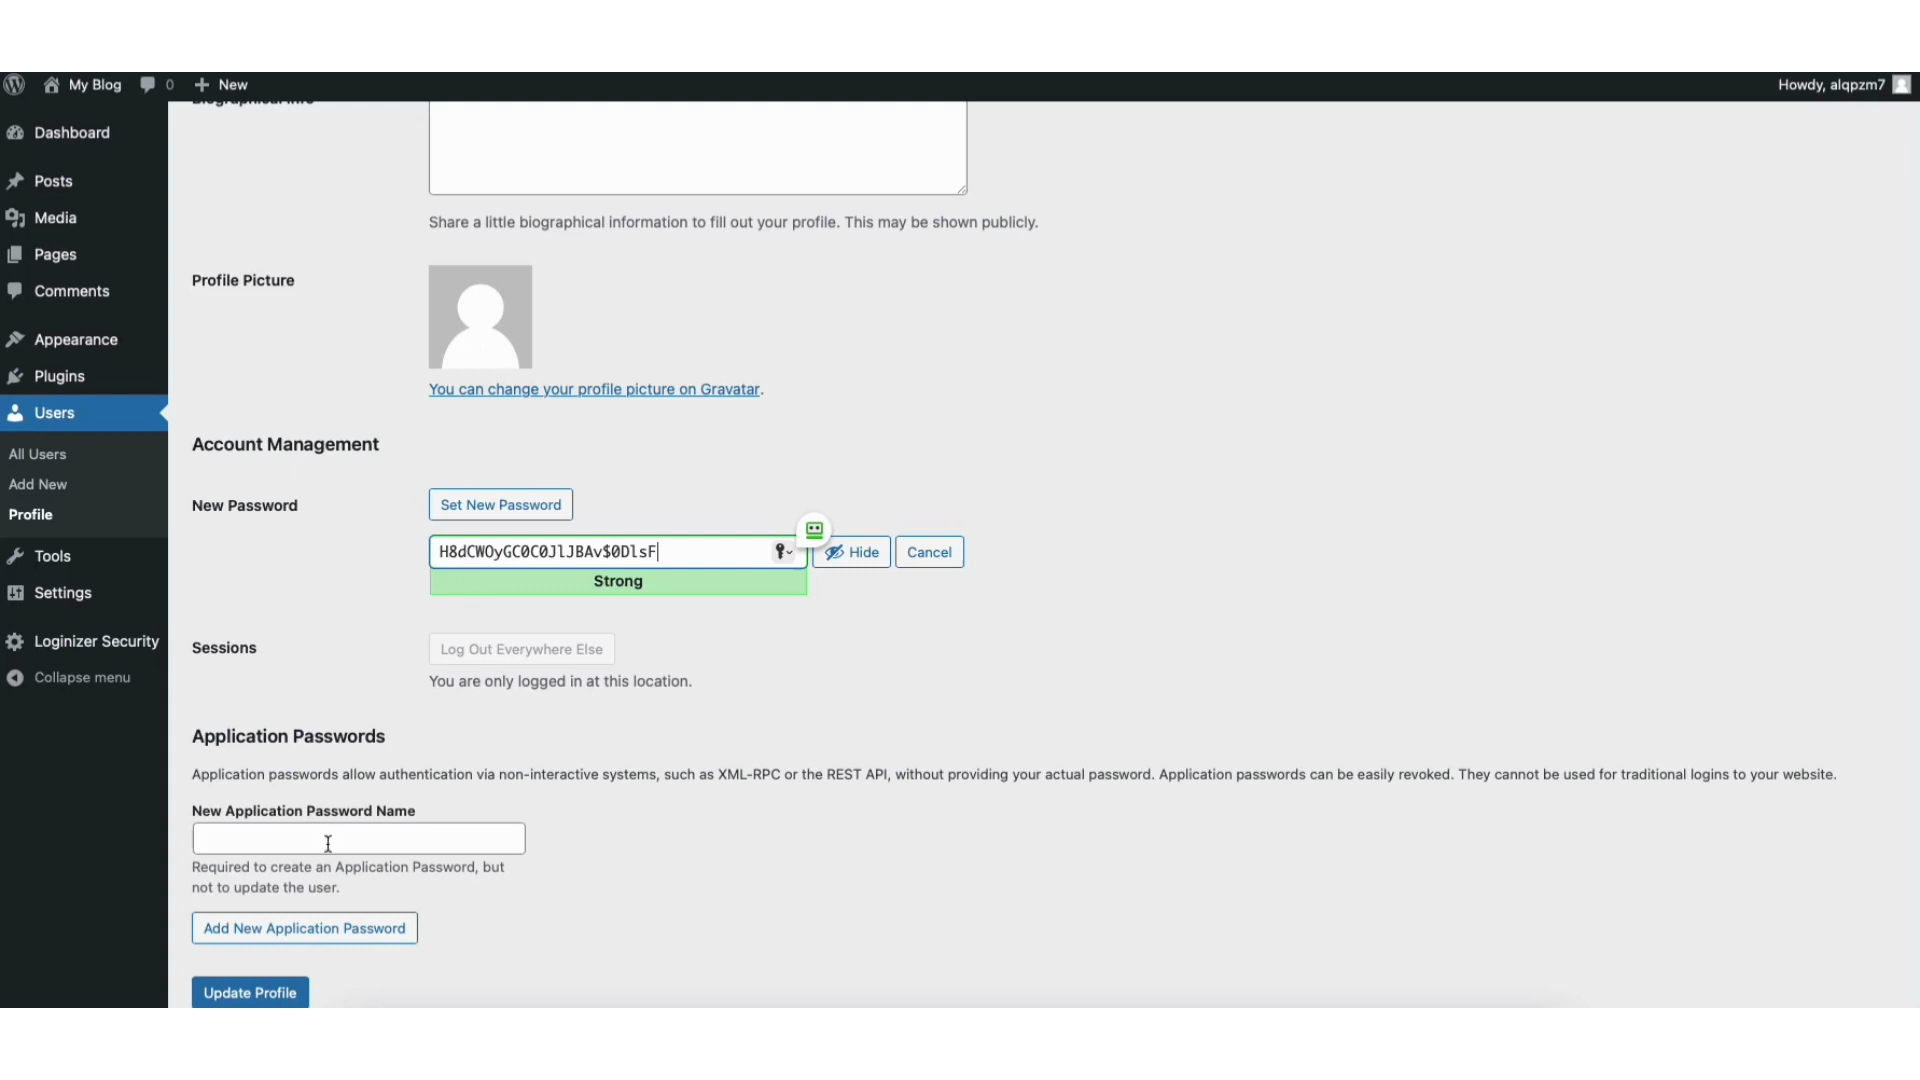 My Blog 0 New Howdy, alqpzm7
Biographical Info
Dashboard
Posts
Media
Pages
Comments
Appearance
Plugins
Users
All Users
Add New
Profile
Tools
Settings
Loginizer Security
Collapse menu
Share a little biographical information to fill out your profile. This may be shown publicly.
Profile Picture
You can change your profile picture on Gravatar.
Account Management
New Password Set New Password
H8dCWOyGC0C0JlJBAv$0DlsF Hide Cancel
Strong
Sessions Log Out Everywhere Else
You are only logged in at this location.
Application Passwords
Application passwords allow authentication via non-interactive systems, such as XML-RPC or the REST API, without providing your actual password. Application passwords can be easily revoked. They cannot be used for traditional logins to your website.
New Application Password Name
Required to create an Application Password, but
not to update the user.
Add New Application Password
Update Profile